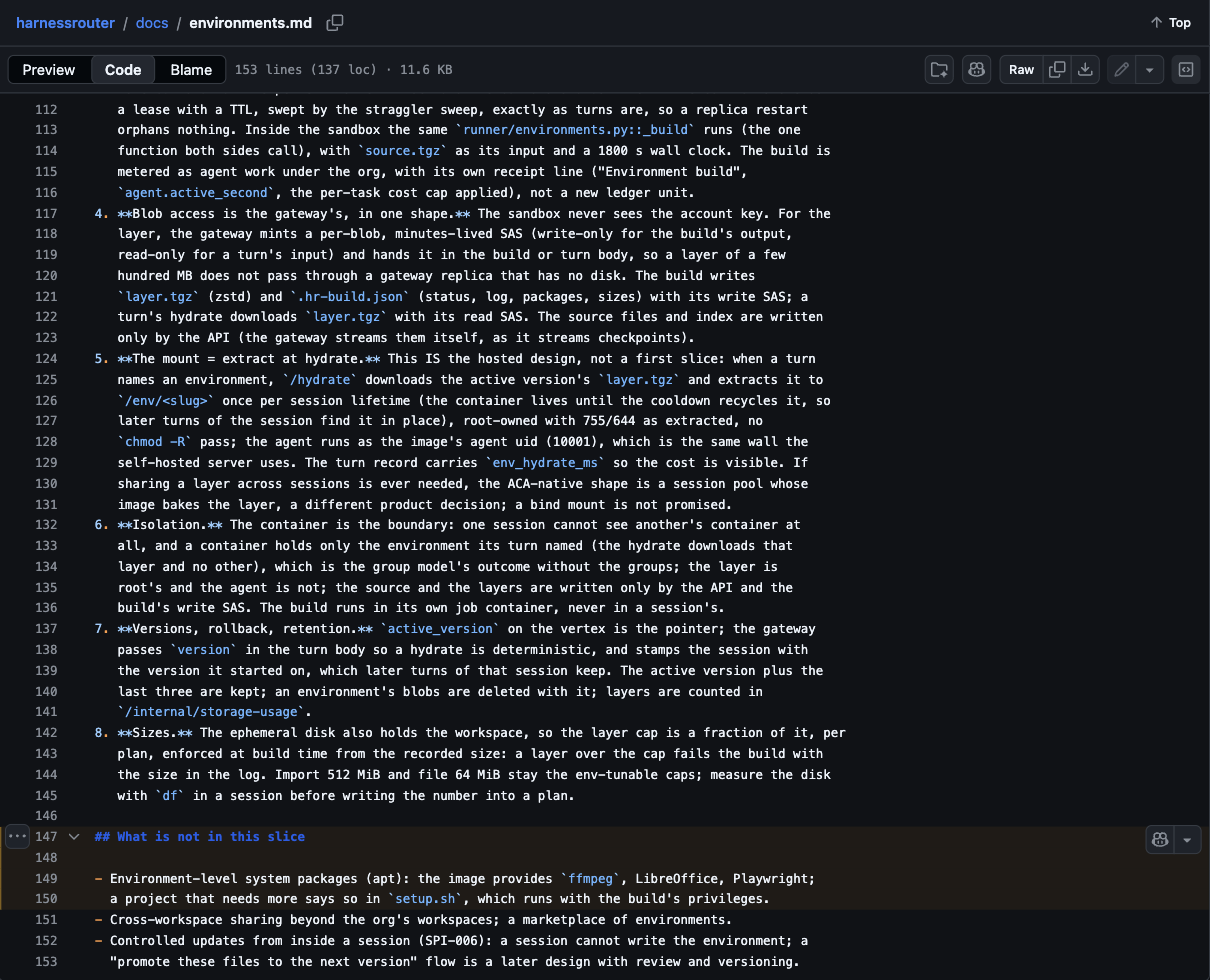 harnessrouter / docs / environments.md
Top
Preview Code Blame 153 lines (137 loc) · 11.6 KB
Raw
112 a lease with a TTL, swept by the straggler sweep, exactly as turns are, so a replica restart
113 orphans nothing. Inside the sandbox the same `runner/environments.py::_build` runs (the one
114 function both sides call), with `source.tgz` as its input and a 1800 s wall clock. The build is
115 metered as agent work under the org, with its own receipt line ("Environment build",
116 `agent.active_second`, the per-task cost cap applied), not a new ledger unit.
117 4. **Blob access is the gateway's, in one shape.** The sandbox never sees the account key. For the
118 layer, the gateway mints a per-blob, minutes-lived SAS (write-only for the build's output,
119 read-only for a turn's input) and hands it in the build or turn body, so a layer of a few
120 hundred MB does not pass through a gateway replica that has no disk. The build writes
121 `layer.tgz` (zstd) and `.hr-build.json` (status, log, packages, sizes) with its write SAS; a
122 turn's hydrate downloads `layer.tgz` with its read SAS. The source files and index are written
123 only by the API (the gateway streams them itself, as it streams checkpoints).
124 5. **The mount = extract at hydrate.** This IS the hosted design, not a first slice: when a turn
125 names an environment, `/hydrate` downloads the active version's `layer.tgz` and extracts it to
126 `/env/<slug>` once per session lifetime (the container lives until the cooldown recycles it, so
127 later turns of the session find it in place), root-owned with 755/644 as extracted, no
128 `chmod -R` pass; the agent runs as the image's agent uid (10001), which is the same wall the
129 self-hosted server uses. The turn record carries `env_hydrate_ms` so the cost is visible. If
130 sharing a layer across sessions is ever needed, the ACA-native shape is a session pool whose
131 image bakes the layer, a different product decision; a bind mount is not promised.
132 6. **Isolation.** The container is the boundary: one session cannot see another's container at
133 all, and a container holds only the environment its turn named (the hydrate downloads that
134 layer and no other), which is the group model's outcome without the groups; the layer is
135 root's and the agent is not; the source and the layers are written only by the API and the
136 build's write SAS. The build runs in its own job container, never in a session's.
137 7. **Versions, rollback, retention.** `active_version` on the vertex is the pointer; the gateway
138 passes `version` in the turn body so a hydrate is deterministic, and stamps the session with
139 the version it started on, which later turns of that session keep. The active version plus the
140 last three are kept; an environment's blobs are deleted with it; layers are counted in
141 `/internal/storage-usage`.
142 8. **Sizes.** The ephemeral disk also holds the workspace, so the layer cap is a fraction of it, per
143 plan, enforced at build time from the recorded size: a layer over the cap fails the build with
144 the size in the log. Import 512 MiB and file 64 MiB stay the env-tunable caps; measure the disk
145 with `df` in a session before writing the number into a plan.
146
147 ## What is not in this slice
148
149 - Environment-level system packages (apt): the image provides `ffmpeg`, LibreOffice, Playwright;
150 a project that needs more says so in `setup.sh`, which runs with the build's privileges.
151 - Cross-workspace sharing beyond the org's workspaces; a marketplace of environments.
152 - Controlled updates from inside a session (SPI-006): a session cannot write the environment; a
153 "promote these files to the next version" flow is a later design with review and versioning.